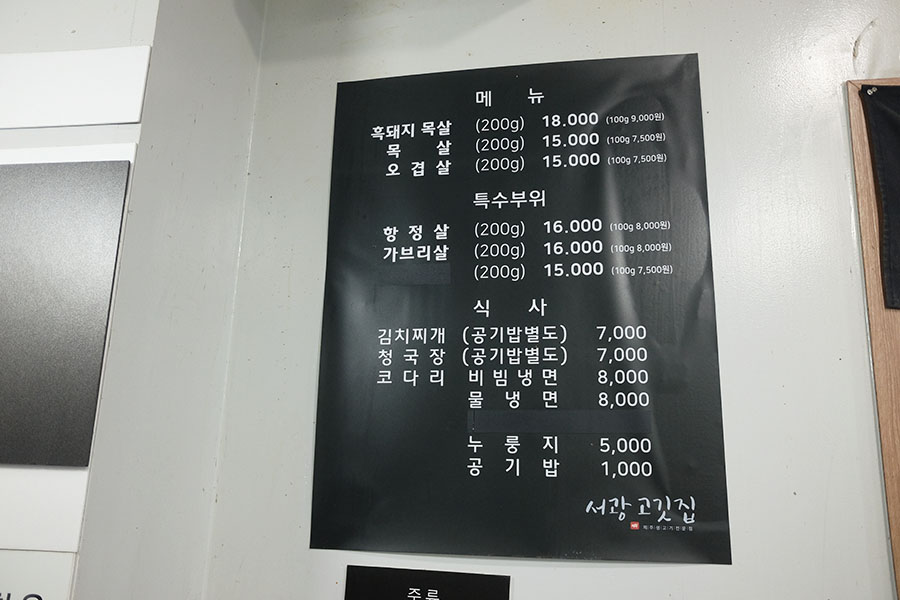 메 뉴
흑돼지 목살 (200g) 18.000 (100g 9,000원)
목 살 (200g) 15.000 (100g 7,500원)
오 겹 살 (200g) 15.000 (100g 7,500원)
특수부위
항 정 살 (200g) 16.000 (100g 8,000원)
가브리살 (200g) 16.000 (100g 8,000원)
(200g) 15.000 (100g 7,500원)
식 사
김치찌개 (공기밥별도) 7,000
청 국 장 (공기밥별도) 7,000
코 다 리 비 빔 냉 면 8,000
물 냉 면 8,000
누 룽 지 5,000
공 기 밥 1,000
서광 고깃집
주 류